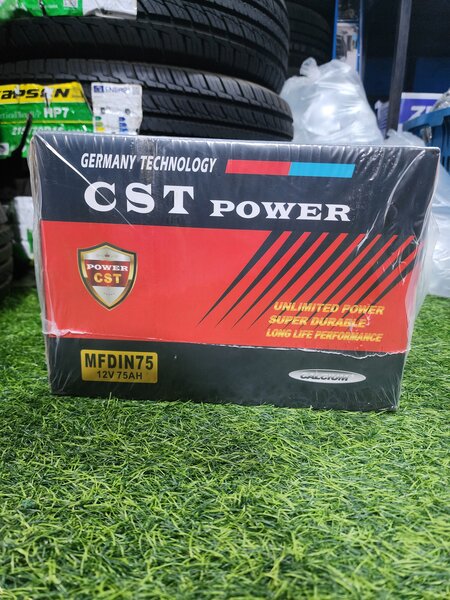 HP7
GERMANY TECHNOLOGY
CST POWER
POWER
CST
UNLIMITED POWER
SUPER DURABLE
LONG LIFE PERFORMANCE
MFDIN75
12V 75AH
CALCIUM